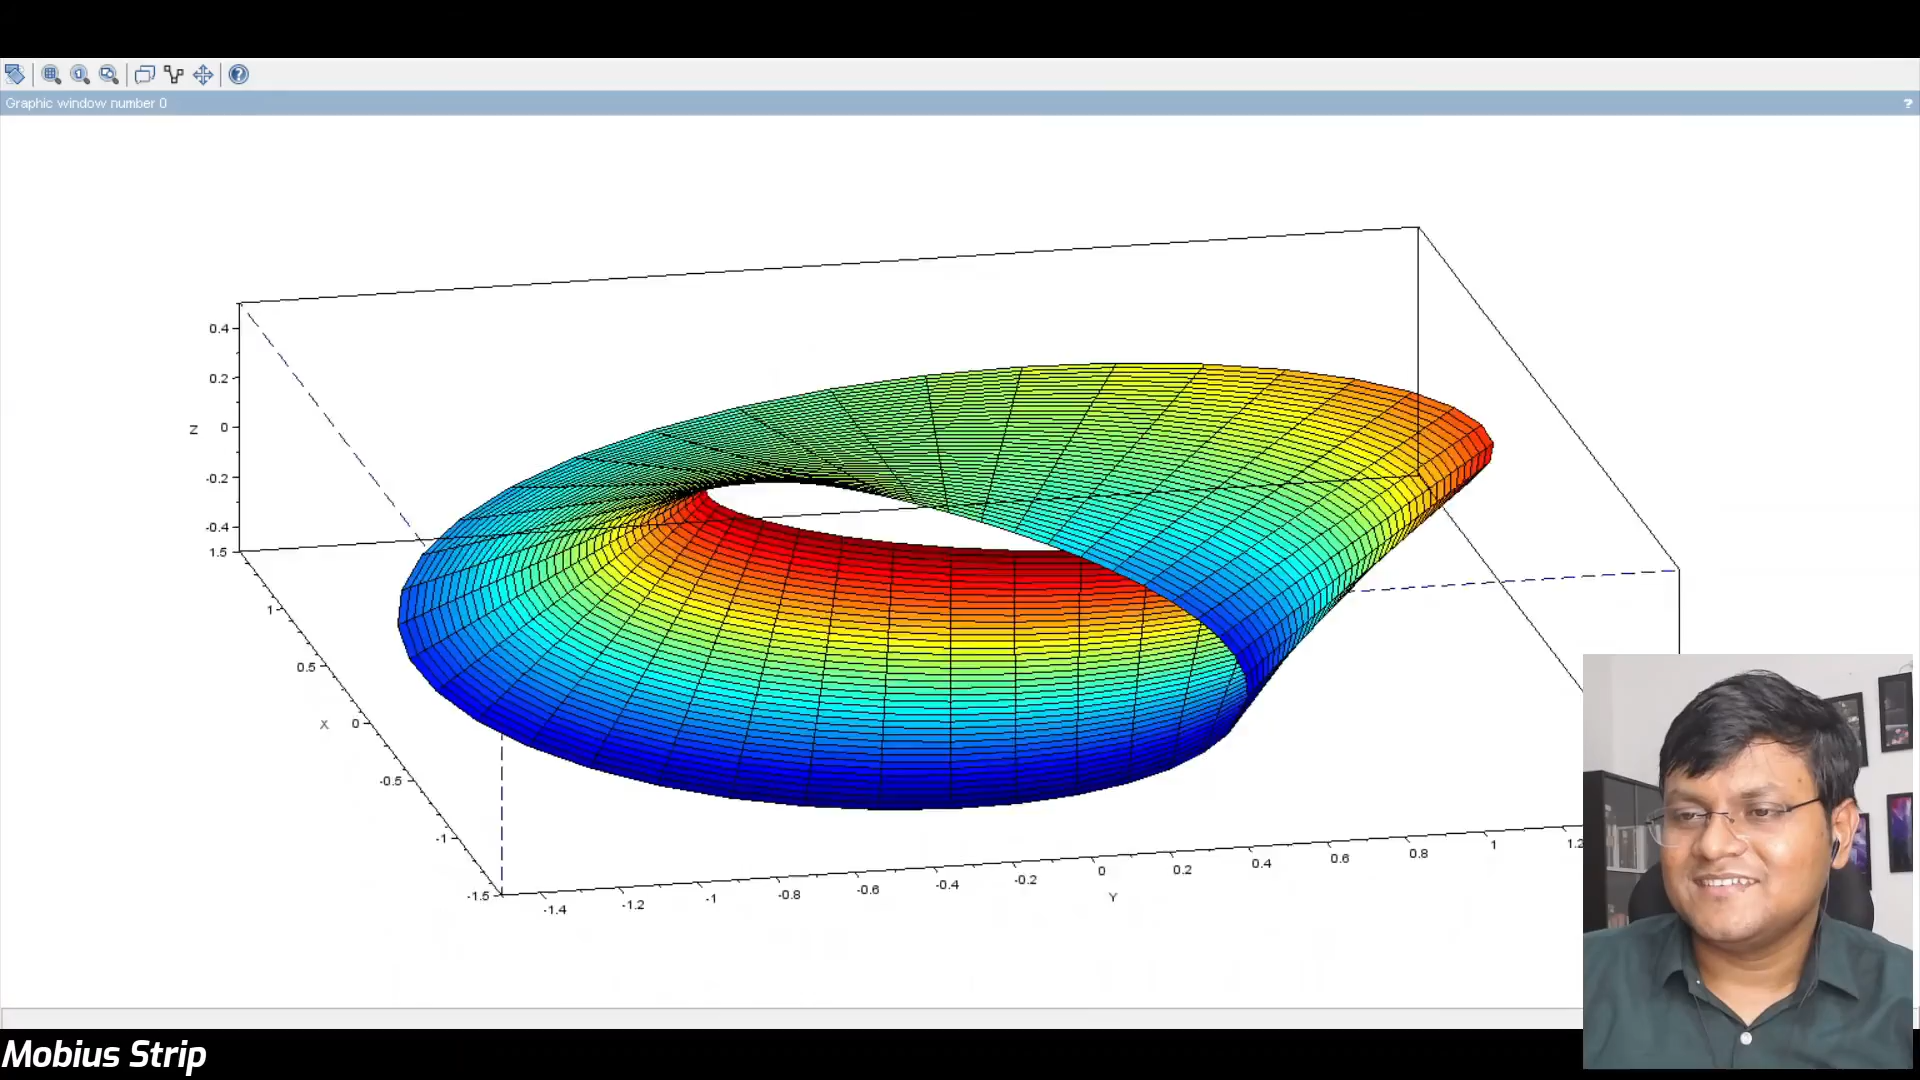 Graphic window number 0
?
0.4
0.2
Z 0
-0.2
-0.4
1.5
1
0.5
X 0
-0.5
-1
-1.5
-1.4 -1.2 -1 -0.8 -0.6 -0.4 -0.2 0 0.2 0.4 0.6 0.8 1 1.2
Y
Mobius Strip